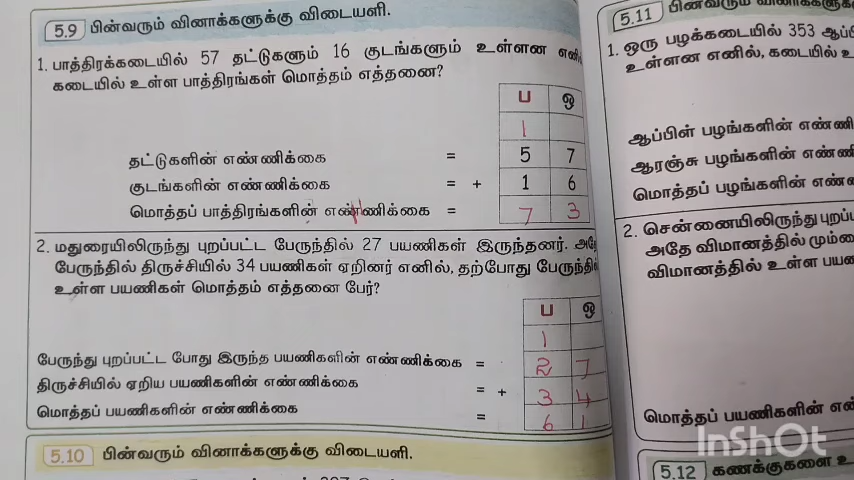 5.9 பின்வரும் வினாக்களுக்கு விடையளி.
1. பாத்திரக்கடையில் 57 தட்டுகளும் 16 குடங்களும் உள்ளன எனில்
கடையில் உள்ள பாத்திரங்கள் மொத்தம் எத்தனை?
ப ஒ
1
தட்டுகளின் எண்ணிக்கை = 5 7
குடங்களின் எண்ணிக்கை = + 1 6
மொத்தப் பாத்திரங்களின் எண்ணிக்கை = 7 3
2. மதுரையிலிருந்து புறப்பட்ட பேருந்தில் 27 பயணிகள் இருந்தனர். அதே
பேருந்தில் திருச்சியில் 34 பயணிகள் ஏறினர் எனில், தற்போது பேருந்தில்
உள்ள பயணிகள் மொத்தம் எத்தனை பேர்?
ப ஒ
1
பேருந்து புறப்பட்ட போது இருந்த பயணிகளின் எண்ணிக்கை = 2 7
திருச்சியில் ஏறிய பயணிகளின் எண்ணிக்கை = + 3 4
மொத்தப் பயணிகளின் எண்ணிக்கை = 6 1
5.10 பின்வரும் வினாக்களுக்கு விடையளி.
5.11 பின்வரும்
1. ஒரு பழக்கடையில் 353
உள்ளன எனில், கடையில்
ஆப்பிள் பழங்களின்
ஆரஞ்சு பழங்களின்
மொத்தப் பழங்களின்
2. சென்னையிலிருந்து
அதே விமானத்தில்
விமானத்தில் உள்ள
மொத்தப் பயணிகளின்
5.12 கணக்குகளை
InShOt